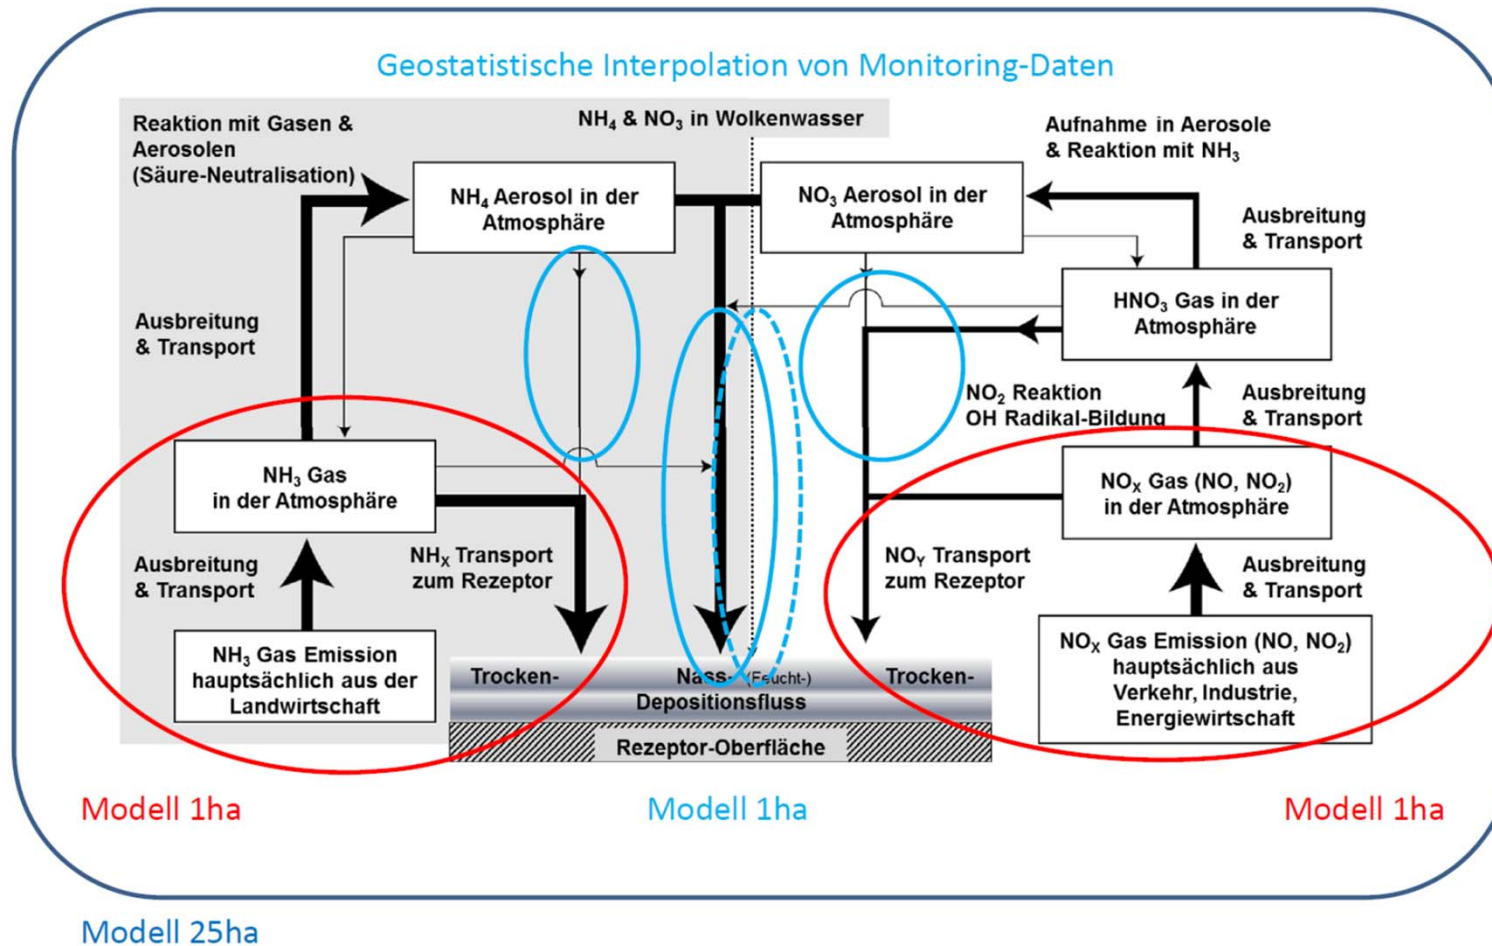 Geostatistische Interpolation von Monitoring-Daten
Reaktion mit Gasen &
Aerosolen
(Säure-Neutralisation)
NH₄ & NO₃ in Wolkenwasser
Aufnahme in Aerosole
& Reaktion mit NH₃
NH₄ Aerosol in der
Atmosphäre
NO₃ Aerosol in der
Atmosphäre
Ausbreitung
& Transport
HNO₃ Gas in der
Atmosphäre
Ausbreitung
& Transport
NO₂ Reaktion
OH Radikal-Bildung
Ausbreitung
& Transport
NH₃ Gas
in der Atmosphäre
NOₓ Gas (NO, NO₂)
in der Atmosphäre
Ausbreitung
& Transport
NHₓ Transport
zum Rezeptor
NOY Transport
zum Rezeptor
Ausbreitung
& Transport
NH₃ Gas Emission
hauptsächlich aus der
Landwirtschaft
NOₓ Gas Emission (NO, NO₂)
hauptsächlich aus
Verkehr, Industrie,
Energiewirtschaft
Trocken-
Nass- (Feucht-)
Trocken-
Depositionsfluss
Rezeptor-Oberfläche
Modell 1ha
Modell 1ha
Modell 1ha
Modell 25ha